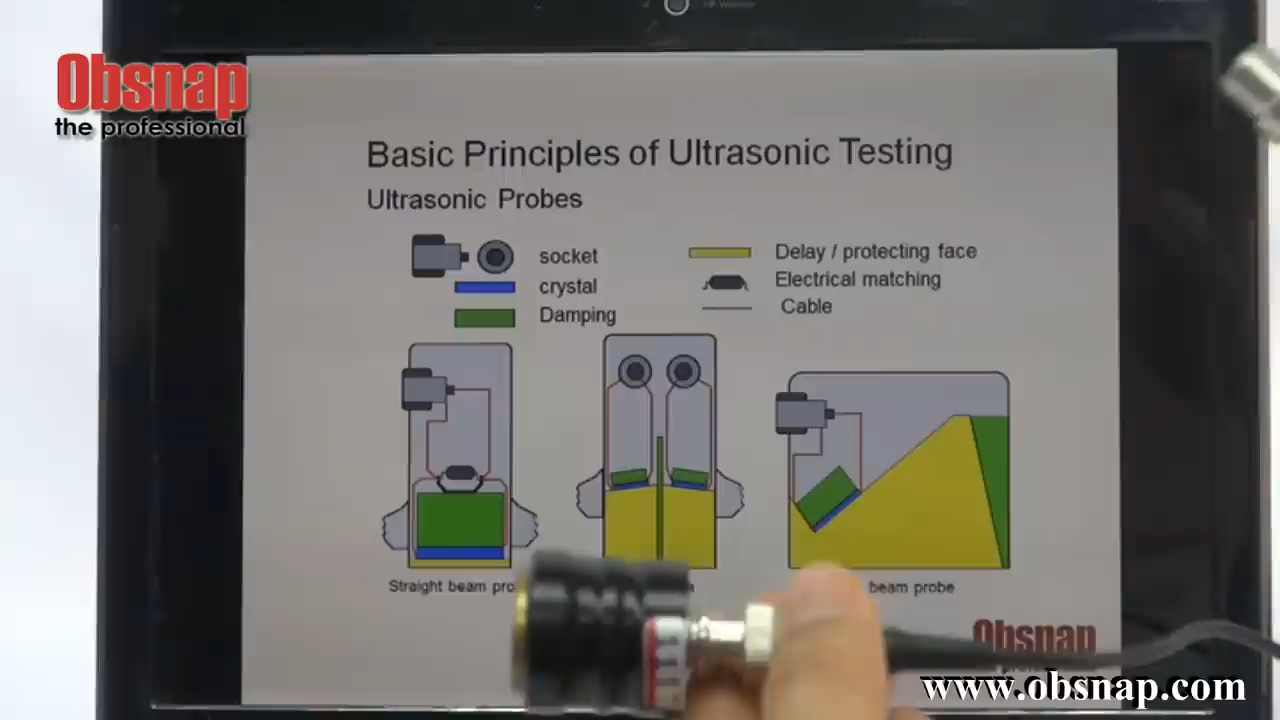 Obsnap
the professional
Basic Principles of Ultrasonic Testing
Ultrasonic Probes
socket
crystal
Damping
Delay / protecting face
Electrical matching
Cable
Straight beam pro
beam probe
Obsnap
www.obsnap.com